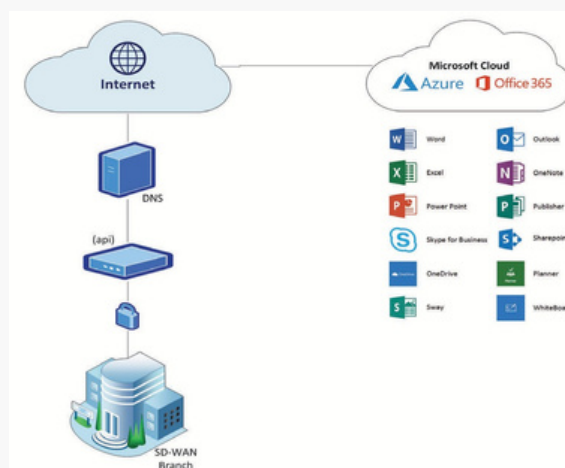 Internet
Microsoft Cloud
Azure
Office 365
Word
Outlook
Excel
OneNote
Power Point
Publisher
Skype for Business
Sharepoint
OneDrive
Planner
Sway
WhiteBoa
DNS
(api)
SD-WAN
Branch